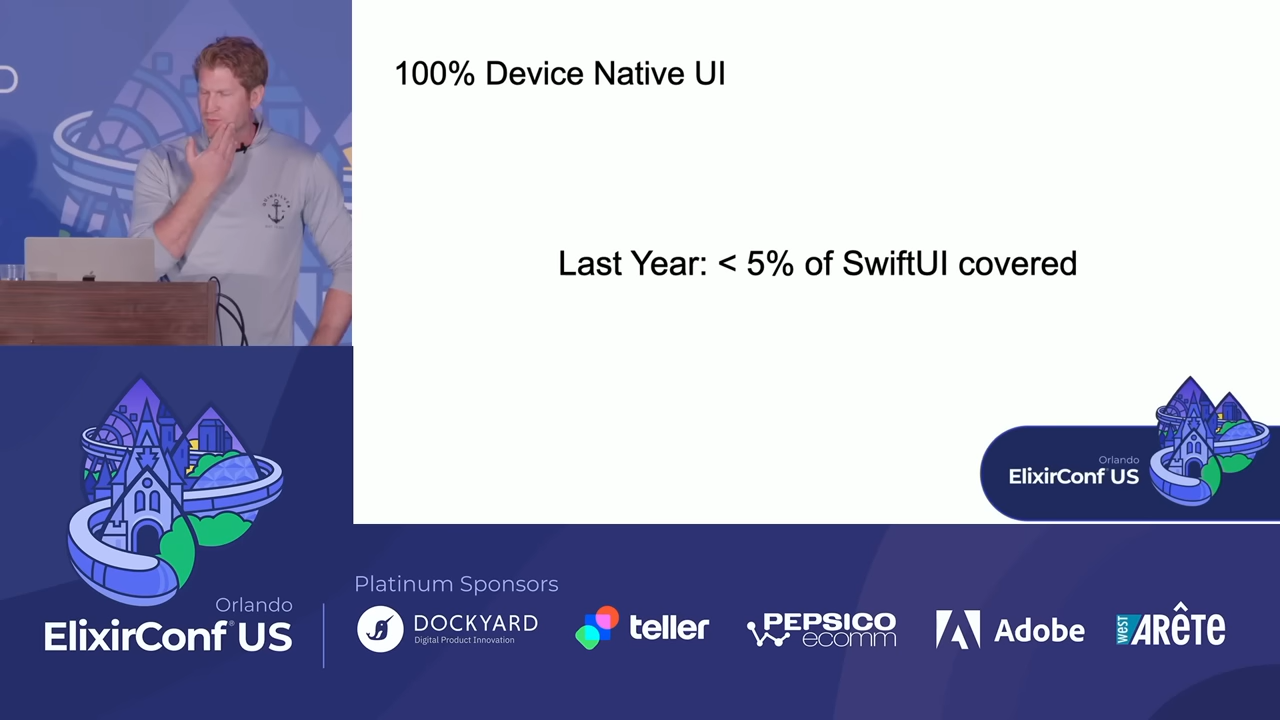 100% Device Native UI
Last Year: < 5% of SwiftUI covered
Orlando
ElixirConf US
Orlando
ElixirConf® US
Platinum Sponsors
DOCKYARD
Digital Product Innovation
teller
PEPSICO
ecomm
Adobe
west ARÊTE